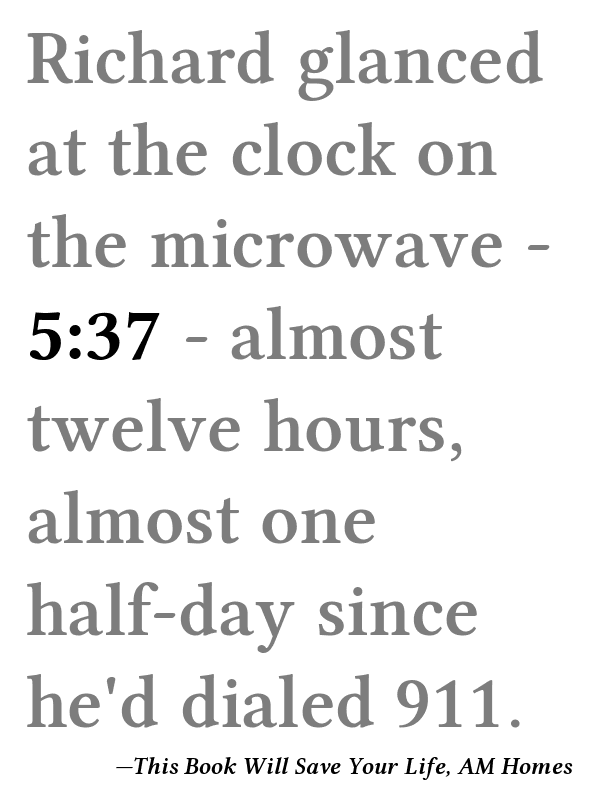 Richard glanced
at the clock on
the microwave -
5:37 - almost
twelve hours,
almost one
half-day since
he'd dialed 911.
—This Book Will Save Your Life, AM Homes